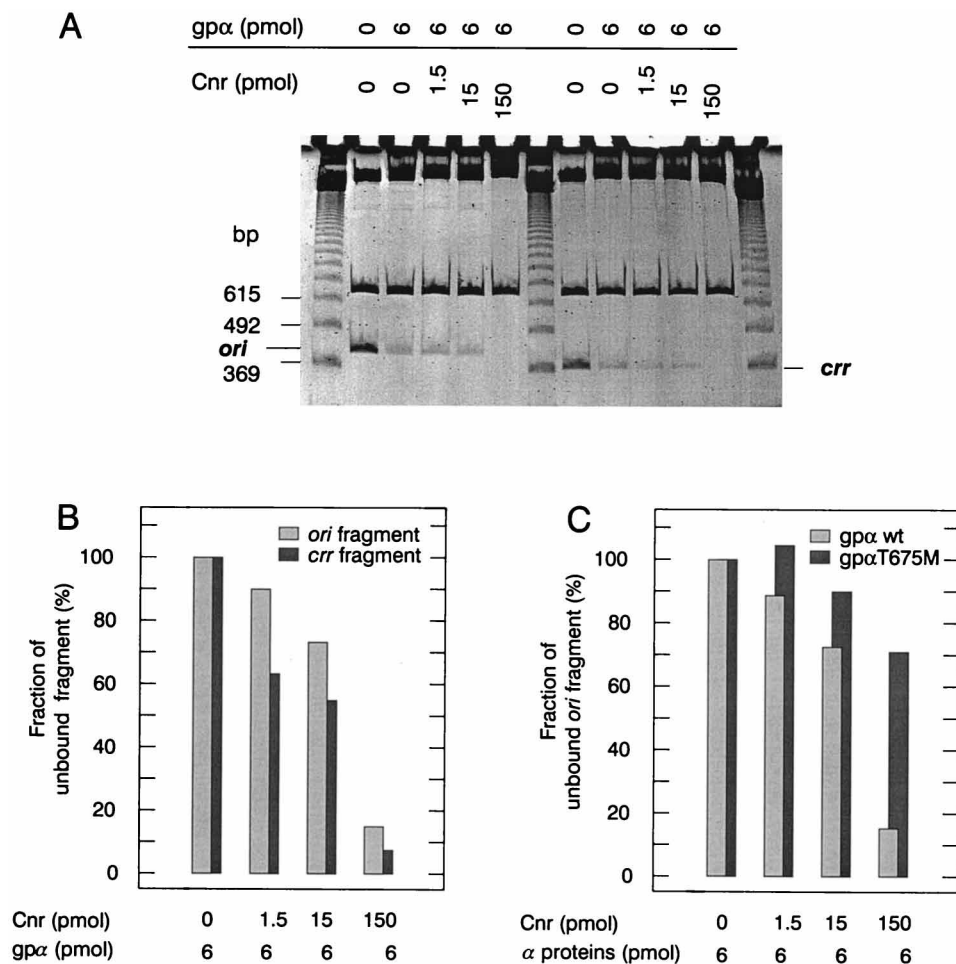 A
gpα (pmol) 0 6 6 6 6 0 6 6 6 6
Cnr (pmol) 0 0 1.5 15 150 0 0 1.5 15 150
bp
615
492
ori
369
crr
B
ori fragment
crr fragment
Fraction of
unbound fragment (%)
100
80
60
40
20
0
Cnr (pmol) 0 1.5 15 150
gpα (pmol) 6 6 6 6
C
gpα wt
gpαT675M
Fraction of
unbound ori fragment (%)
100
80
60
40
20
0
Cnr (pmol) 0 1.5 15 150
α proteins (pmol) 6 6 6 6